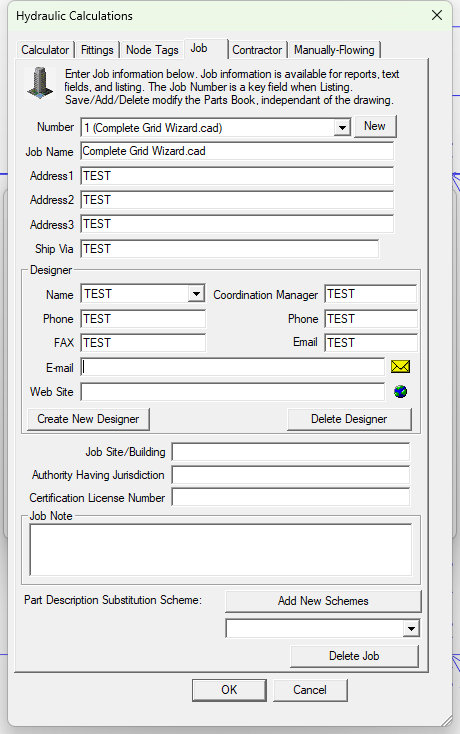 Hydraulic Calculations
Calculator Fittings Node Tags Job Contractor Manually-Flowing
Enter Job information below. Job information is available for reports, text
fields, and listing. The Job Number is a key field when Listing.
Save/Add/Delete modify the Parts Book, independant of the drawing.
Number 1 (Complete Grid Wizard.cad) New
Job Name Complete Grid Wizard.cad
Address1 TEST
Address2 TEST
Address3 TEST
Ship Via TEST
Designer
Name TEST Coordination Manager TEST
Phone TEST Phone TEST
FAX TEST Email TEST
E-mail
Web Site
Create New Designer Delete Designer
Job Site/Building
Authority Having Jurisdiction
Certification License Number
Job Note
Part Description Substitution Scheme: Add New Schemes
Delete Job
OK Cancel